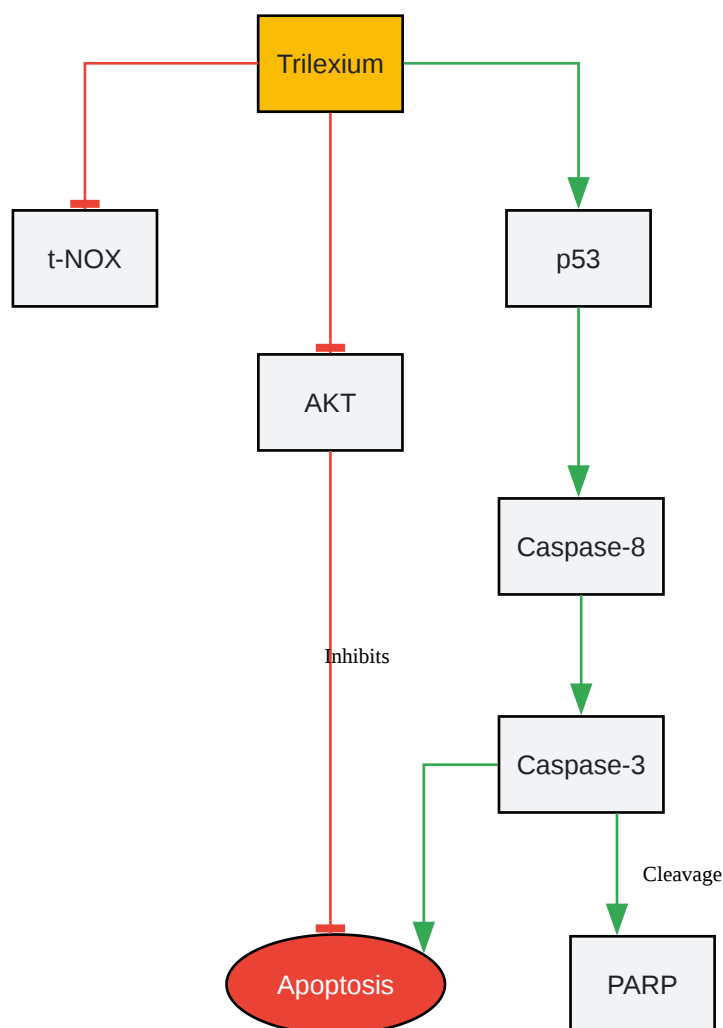 Trilexium
t-NOX
p53
AKT
Caspase-8
Inhibits
Caspase-3
Cleavage
Apoptosis
PARP